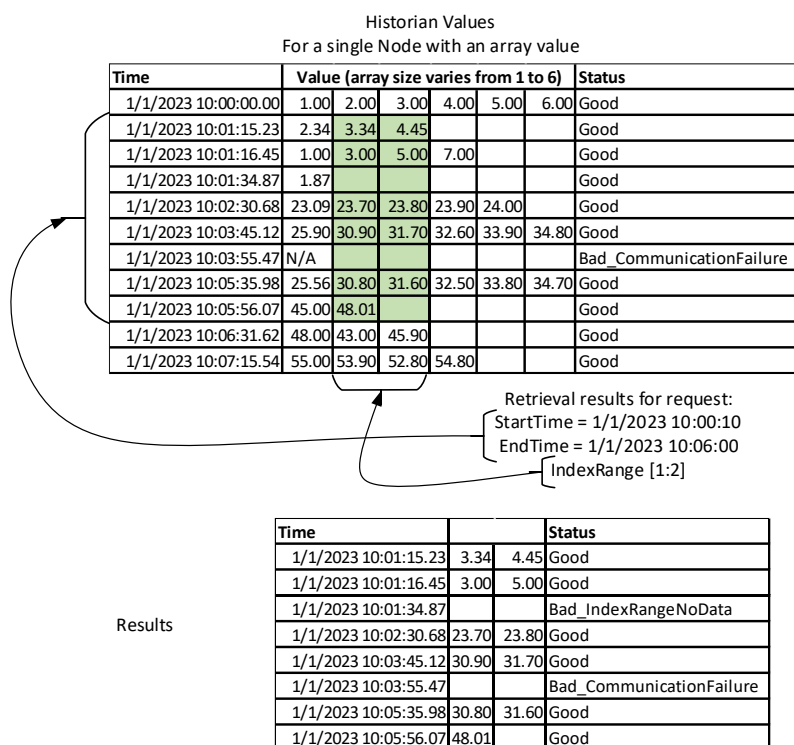 Historian Values
For a single Node with an array value
Time Value (array size varies from 1 to 6) Status
1/1/2023 10:00:00.00 1.00 2.00 3.00 4.00 5.00 6.00 Good
1/1/2023 10:01:15.23 2.34 3.34 4.45 Good
1/1/2023 10:01:16.45 1.00 3.00 5.00 7.00 Good
1/1/2023 10:01:34.87 1.87 Good
1/1/2023 10:02:30.68 23.09 23.70 23.80 23.90 24.00 Good
1/1/2023 10:03:45.12 25.90 30.90 31.70 32.60 33.90 34.80 Good
1/1/2023 10:03:55.47 N/A Bad_CommunicationFailure
1/1/2023 10:05:35.98 25.56 30.80 31.60 32.50 33.80 34.70 Good
1/1/2023 10:05:56.07 45.00 48.01 Good
1/1/2023 10:06:31.62 48.00 43.00 45.90 Good
1/1/2023 10:07:15.54 55.00 53.90 52.80 54.80 Good
Retrieval results for request:
StartTime = 1/1/2023 10:00:10
EndTime = 1/1/2023 10:06:00
IndexRange [1:2]
Results
Time Status
1/1/2023 10:01:15.23 3.34 4.45 Good
1/1/2023 10:01:16.45 3.00 5.00 Good
1/1/2023 10:01:34.87 Bad_IndexRangeNoData
1/1/2023 10:02:30.68 23.70 23.80 Good
1/1/2023 10:03:45.12 30.90 31.70 Good
1/1/2023 10:03:55.47 Bad_CommunicationFailure
1/1/2023 10:05:35.98 30.80 31.60 Good
1/1/2023 10:05:56.07 48.01 Good